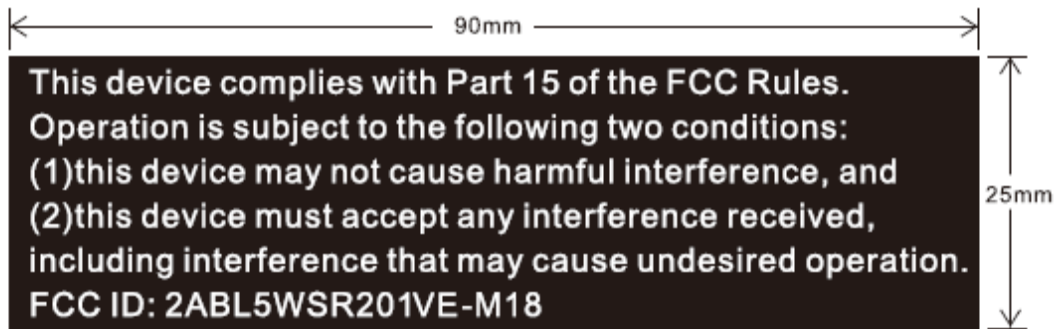 90mm
This device complies with Part 15 of the FCC Rules.
Operation is subject to the following two conditions:
(1)this device may not cause harmful interference, and
(2)this device must accept any interference received,
including interference that may cause undesired operation.
FCC ID: 2ABL5WSR201VE-M18
25mm